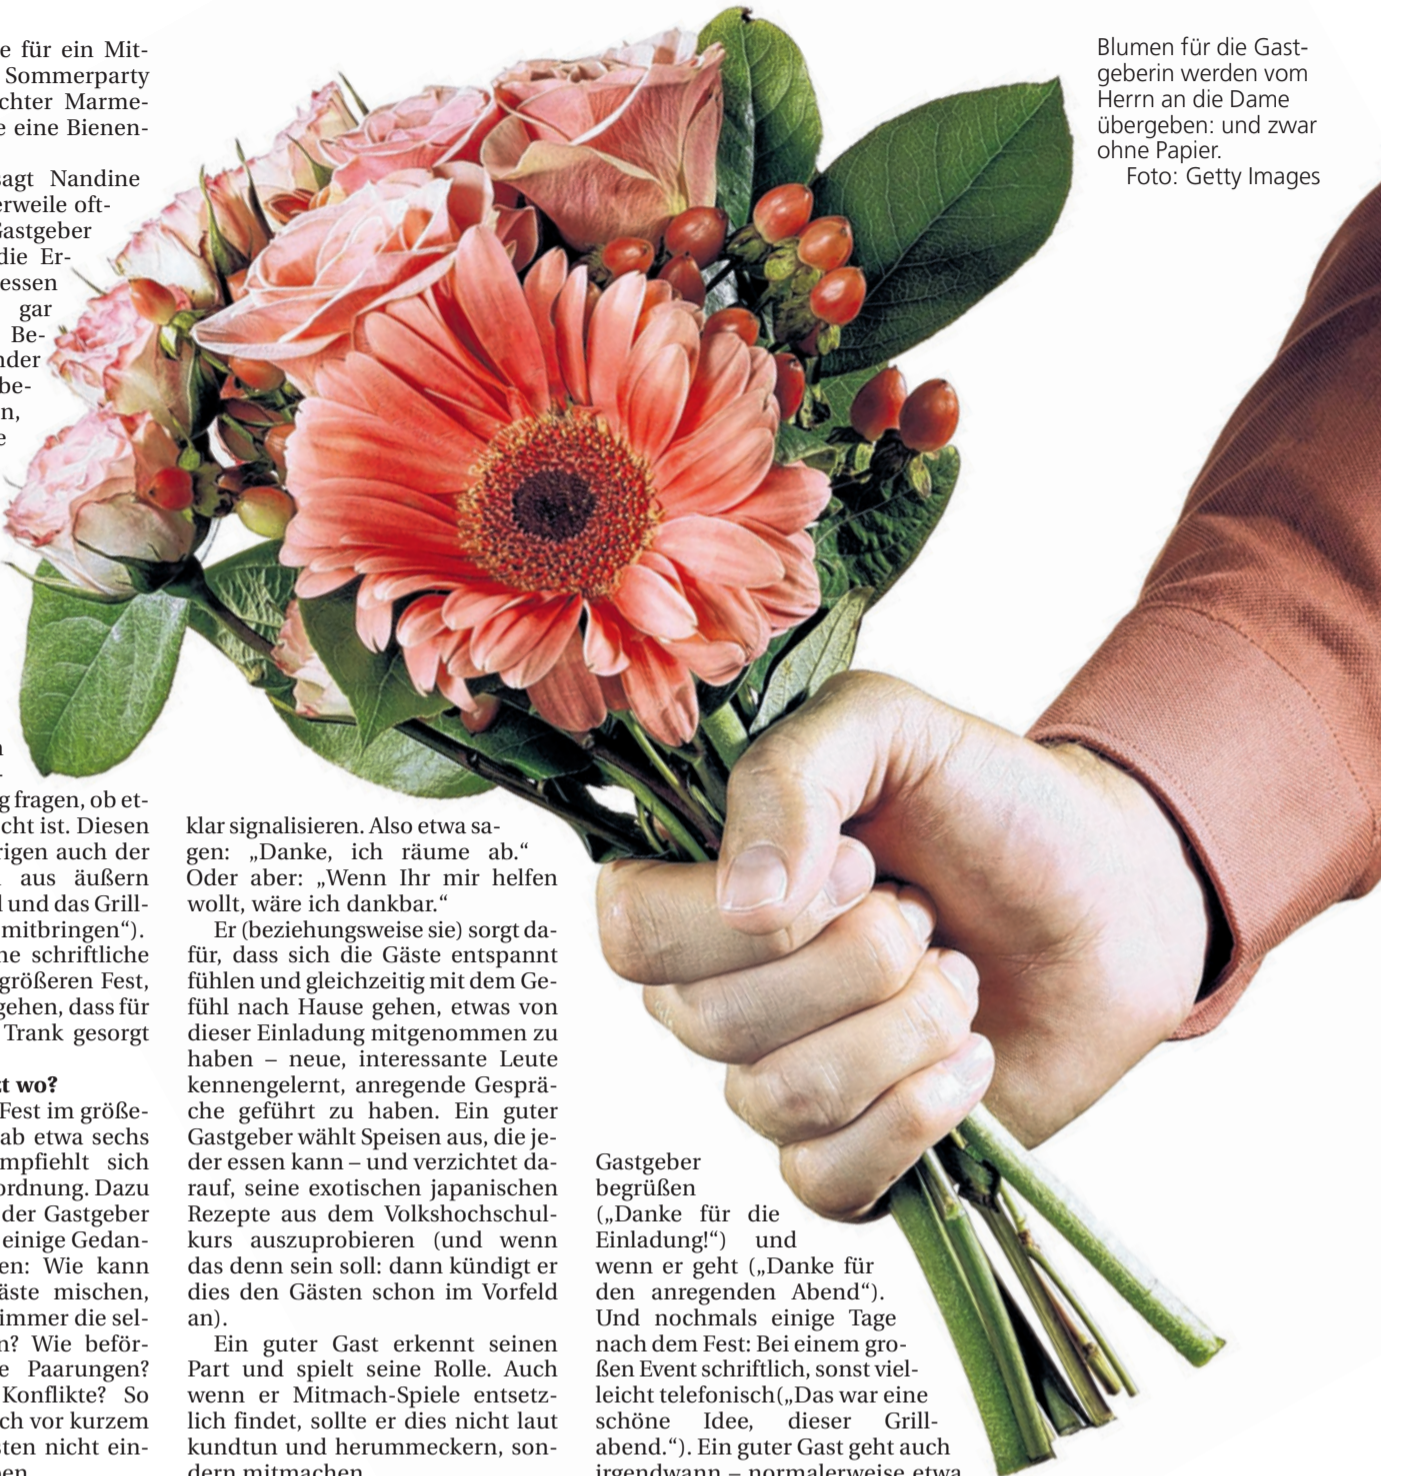 e für ein Mit-
Sommerparty
chter Marme-
e eine Bienen-
sagt Nandine
erweile oft-
Gastgeber
die Er-
essen
gar
Be-
nder
be-
n,
e
g fragen, ob et-
cht ist. Diesen
rigen auch der
aus äußern
l und das Grill-
mitbringen“).
ne schriftliche
größeren Fest,
gehen, dass für
Trank gesorgt
zt wo?
Fest im größe-
ab etwa sechs
mpfiehlt sich
ordnung. Dazu
der Gastgeber
einige Gedan-
en: Wie kann
äste mischen,
immer die sel-
n? Wie beför-
e Paarungen?
Konflikte? So
ch vor kurzem
sten nicht ein-
klar signalisieren. Also etwa sa-
gen: „Danke, ich räume ab.“
Oder aber: „Wenn Ihr mir helfen
wollt, wäre ich dankbar.“
Er (beziehungsweise sie) sorgt da-
für, dass sich die Gäste entspannt
fühlen und gleichzeitig mit dem Ge-
fühl nach Hause gehen, etwas von
dieser Einladung mitgenommen zu
haben – neue, interessante Leute
kennengelernt, anregende Gesprä-
che geführt zu haben. Ein guter
Gastgeber wählt Speisen aus, die je-
der essen kann – und verzichtet da-
rauf, seine exotischen japanischen
Rezepte aus dem Volkshochschul-
kurs auszuprobieren (und wenn
das denn sein soll: dann kündigt er
dies den Gästen schon im Vorfeld
an).
Ein guter Gast erkennt seinen
Part und spielt seine Rolle. Auch
wenn er Mitmach-Spiele entsetz-
lich findet, sollte er dies nicht laut
kundtun und herummeckern, son-
dern mitmachen
Gastgeber
begrüßen
(„Danke für die
Einladung!“) und
wenn er geht („Danke für
den anregenden Abend“).
Und nochmals einige Tage
nach dem Fest: Bei einem gro-
ßen Event schriftlich, sonst viel-
leicht telefonisch(„Das war eine
schöne Idee, dieser Grill-
abend.“). Ein guter Gast geht auch
irgendwann – normalerweise etwa
Blumen für die Gast-
geberin werden vom
Herrn an die Dame
übergeben: und zwar
ohne Papier.
Foto: Getty Images